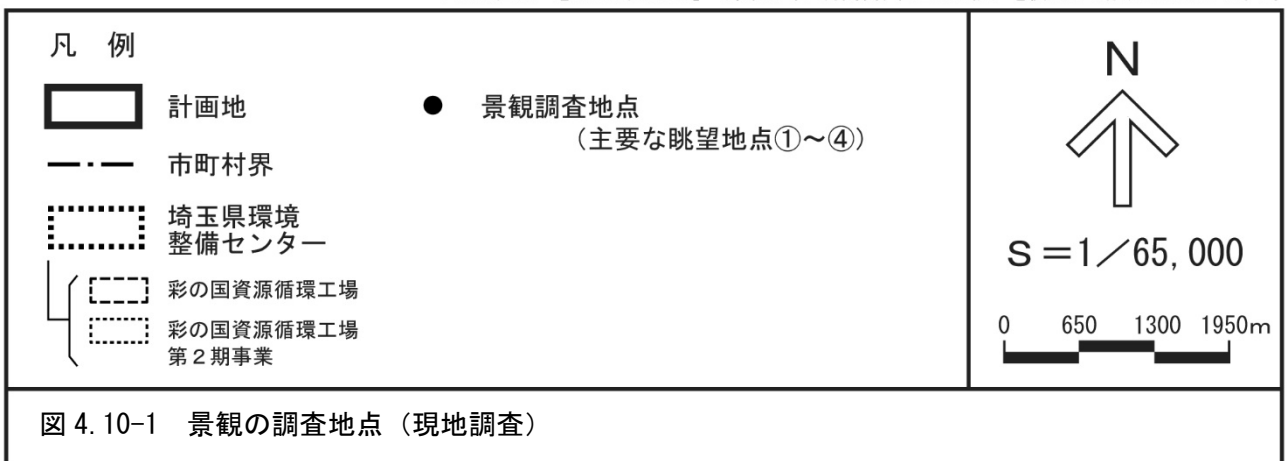 凡 例
計画地
● 景観調査地点
（主要な眺望地点①～④）
市町村界
埼玉県環境
整備センター
彩の国資源循環工場
彩の国資源循環工場
第２期事業
N
S＝1／65,000
0 650 1300 1950m
図 4.10-1 景観の調査地点（現地調査）